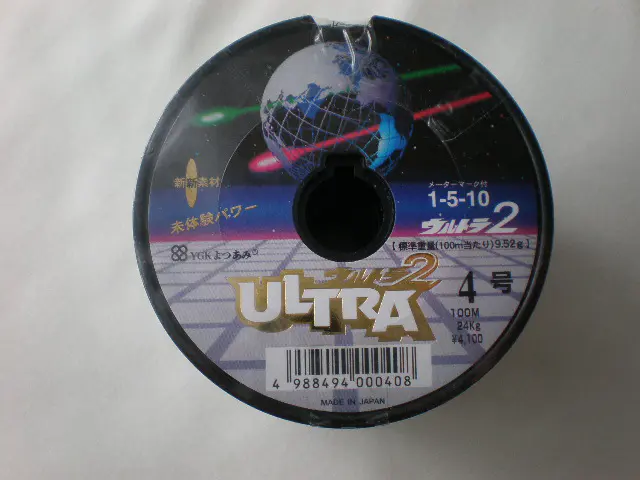 新素材
未体験パワー
YGKよつあみ®
メーターマーク付
1-5-10
ウルトラ2
[標準重量(100m当たり)9.52g]
ウルトラ2
ULTRA
4号
100M
24Kg
¥4,100
4 988494 000408
MADE IN JAPAN